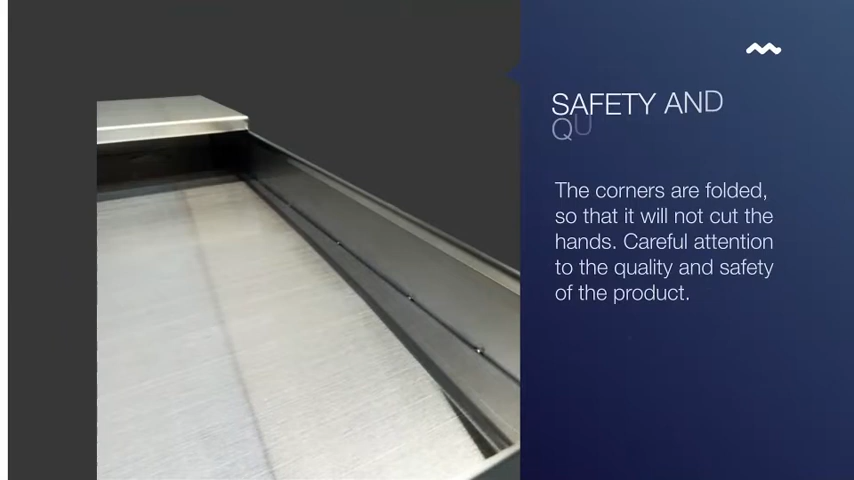 SAFETY AND
QU
The corners are folded,
so that it will not cut the
hands. Careful attention
to the quality and safety
of the product.